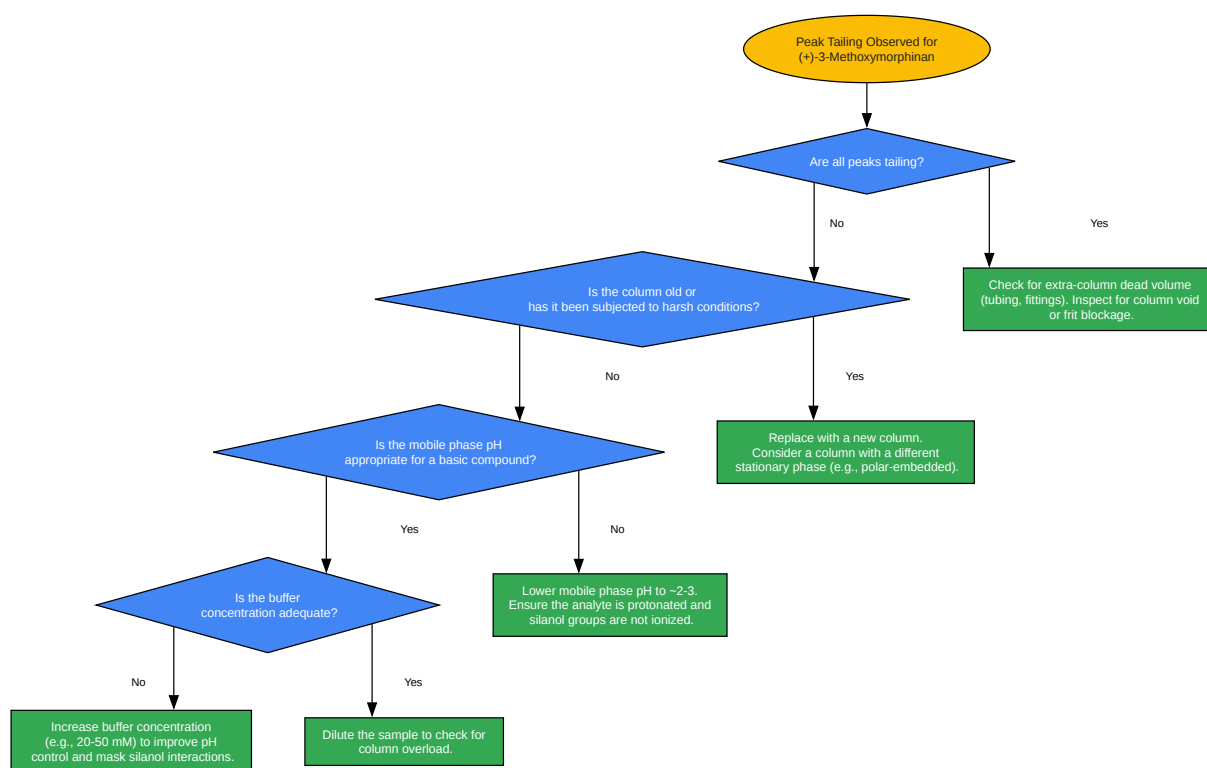 Peak Tailing Observed for
(+)-3-Methoxymorphinan
Are all peaks tailing?
No
Yes
Is the column old or
has it been subjected to harsh conditions?
Check for extra-column dead volume
(tubing, fittings). Inspect for column void
or frit blockage.
No
Yes
Is the mobile phase pH
appropriate for a basic compound?
Replace with a new column.
Consider a column with a different
stationary phase (e.g., polar-embedded).
Yes
No
Is the buffer
concentration adequate?
Lower mobile phase pH to ~2-3.
Ensure the analyte is protonated and
silanol groups are not ionized.
No
Yes
Increase buffer concentration
(e.g., 20-50 mM) to improve pH
control and mask silanol interactions.
Dilute the sample to check for
column overload.